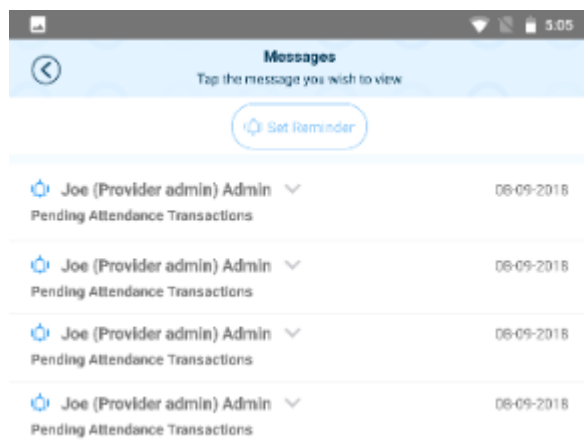 5:05
Messages
Tap the message you wish to view
Set Reminder
Joe (Provider admin) Admin 08-09-2018
Pending Attendance Transactions
Joe (Provider admin) Admin 08-09-2018
Pending Attendance Transactions
Joe (Provider admin) Admin 08-09-2018
Pending Attendance Transactions
Joe (Provider admin) Admin 08-09-2018
Pending Attendance Transactions